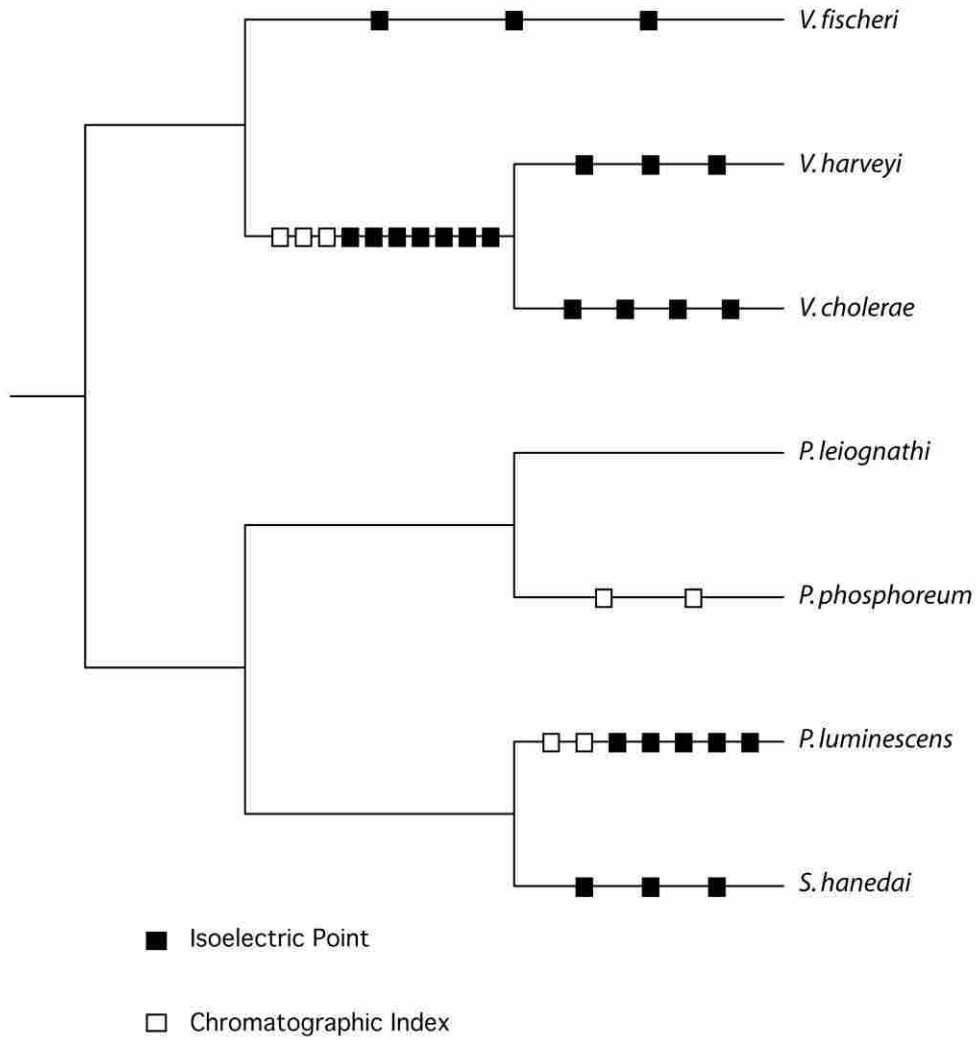 V. fischeri
V. harveyi
V. cholerae
P. leiognathi
P. phosphoreum
P. luminescens
S. hanedai
Isoelectric Point
Chromatographic Index